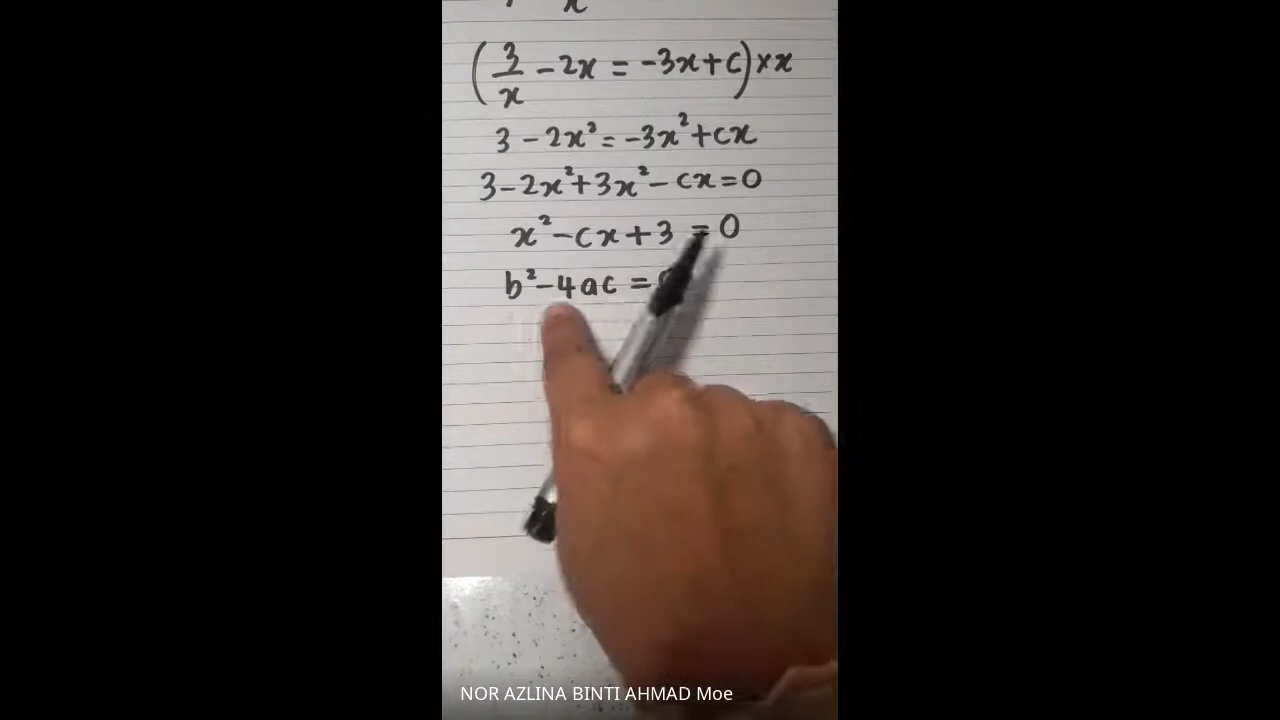 x
(3/x - 2x = -3x + c) × x
3 - 2x² = -3x² + cx
3 - 2x² + 3x² - cx = 0
x² - cx + 3 = 0
b² - 4ac =
NOR AZLINA BINTI AHMAD Moe